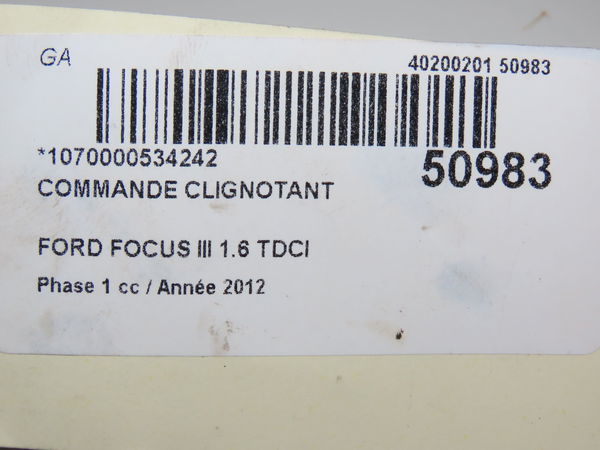 GA
40200201 50983
*1070000534242
50983
COMMANDE CLIGNOTANT
FORD FOCUS III 1.6 TDCI
Phase 1 cc / Année 2012